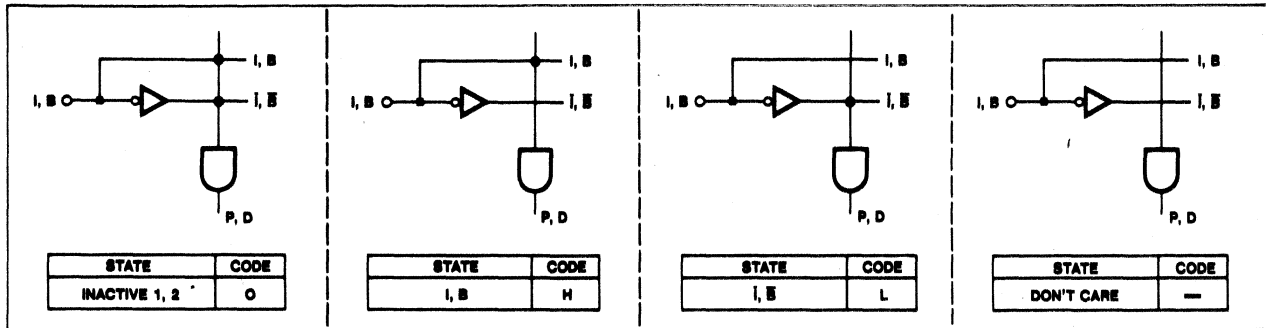 I, B
I, B
Ī, B̄
P, D
STATE CODE
INACTIVE 1, 2 O
I, B
I, B
Ī, B̄
P, D
STATE CODE
I, B H
I, B
I, B
Ī, B̄
P, D
STATE CODE
Ī, B̄ L
I, B
I, B
Ī, B̄
P, D
STATE CODE
DON'T CARE —